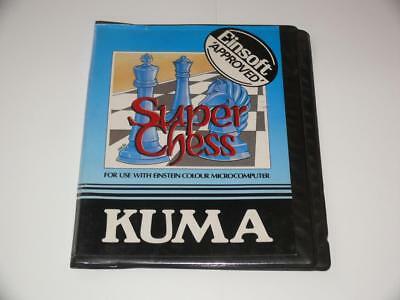 Einsoft
"APPROVED"
Super
Chess
FOR USE WITH EINSTEIN COLOUR MICROCOMPUTER
KUMA